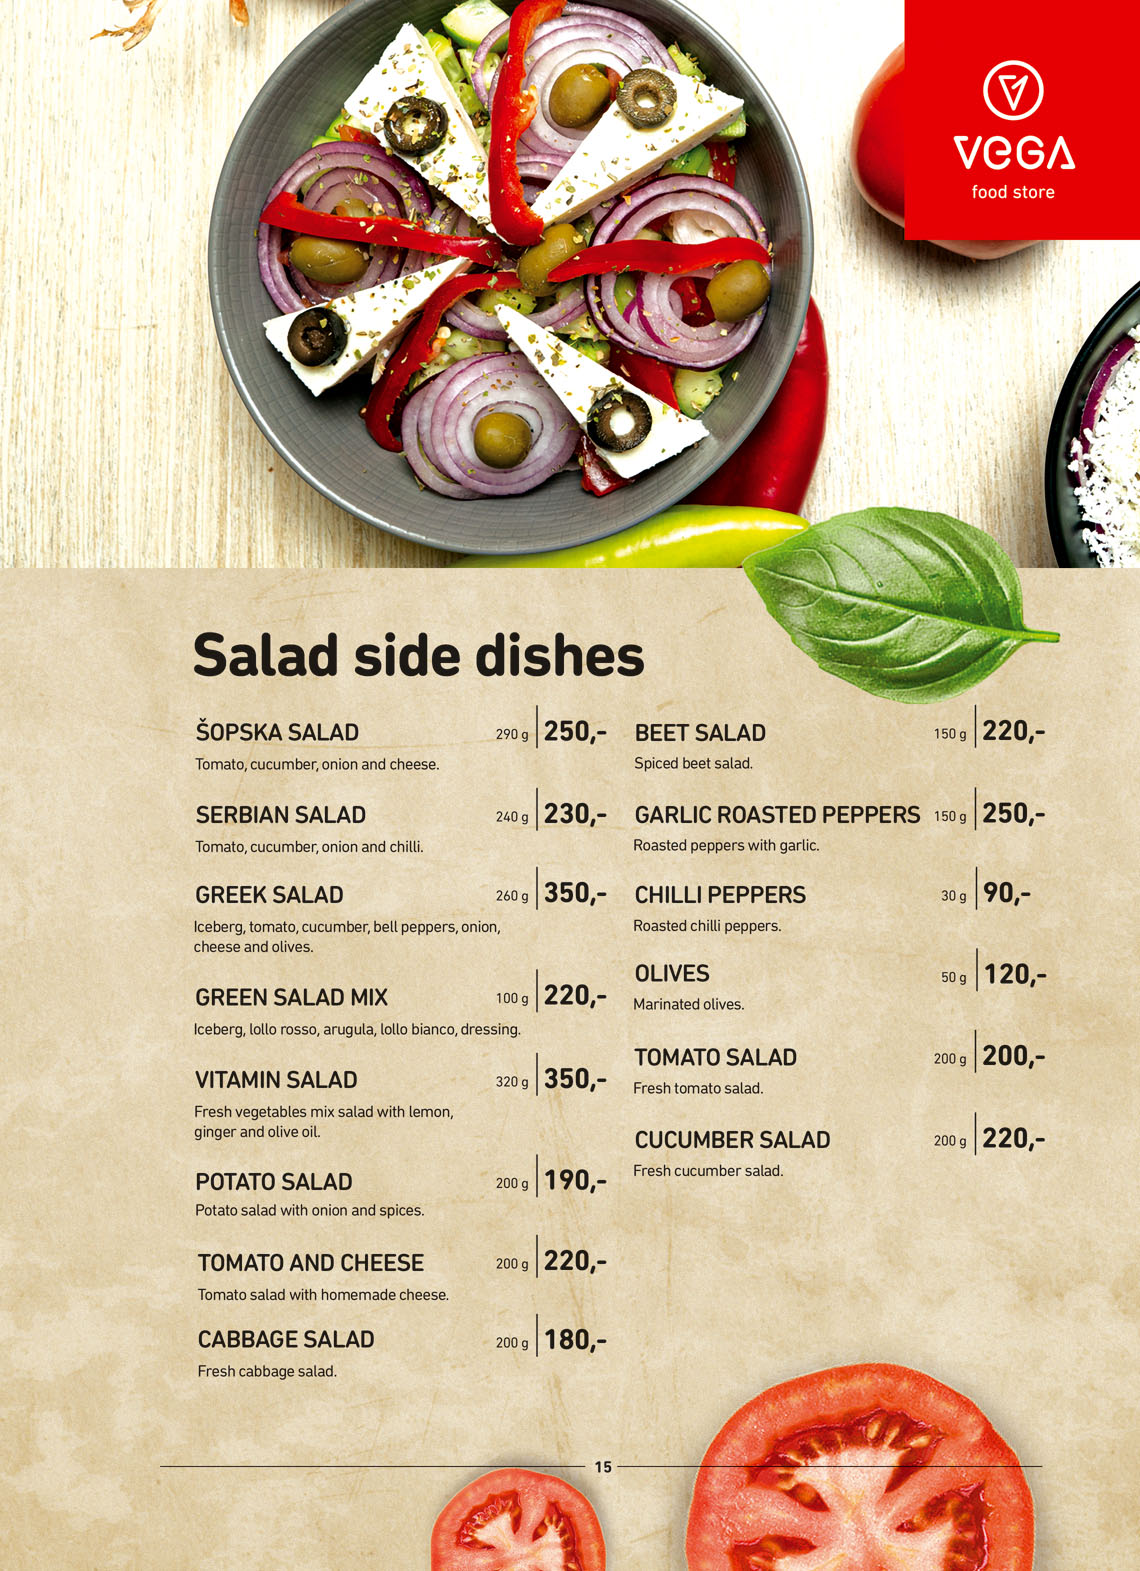 VEGA
food store
Salad side dishes
ŠOPSKA SALAD 290 g 250,-
Tomato, cucumber, onion and cheese.
SERBIAN SALAD 240 g 230,-
Tomato, cucumber, onion and chilli.
GREEK SALAD 260 g 350,-
Iceberg, tomato, cucumber, bell peppers, onion,
cheese and olives.
GREEN SALAD MIX 100 g 220,-
Iceberg, lollo rosso, arugula, lollo bianco, dressing.
VITAMIN SALAD 320 g 350,-
Fresh vegetables mix salad with lemon,
ginger and olive oil.
POTATO SALAD 200 g 190,-
Potato salad with onion and spices.
TOMATO AND CHEESE 200 g 220,-
Tomato salad with homemade cheese.
CABBAGE SALAD 200 g 180,-
Fresh cabbage salad.
BEET SALAD 150 g 220,-
Spiced beet salad.
GARLIC ROASTED PEPPERS 150 g 250,-
Roasted peppers with garlic.
CHILLI PEPPERS 30 g 90,-
Roasted chilli peppers.
OLIVES 50 g 120,-
Marinated olives.
TOMATO SALAD 200 g 200,-
Fresh tomato salad.
CUCUMBER SALAD 200 g 220,-
Fresh cucumber salad.
15